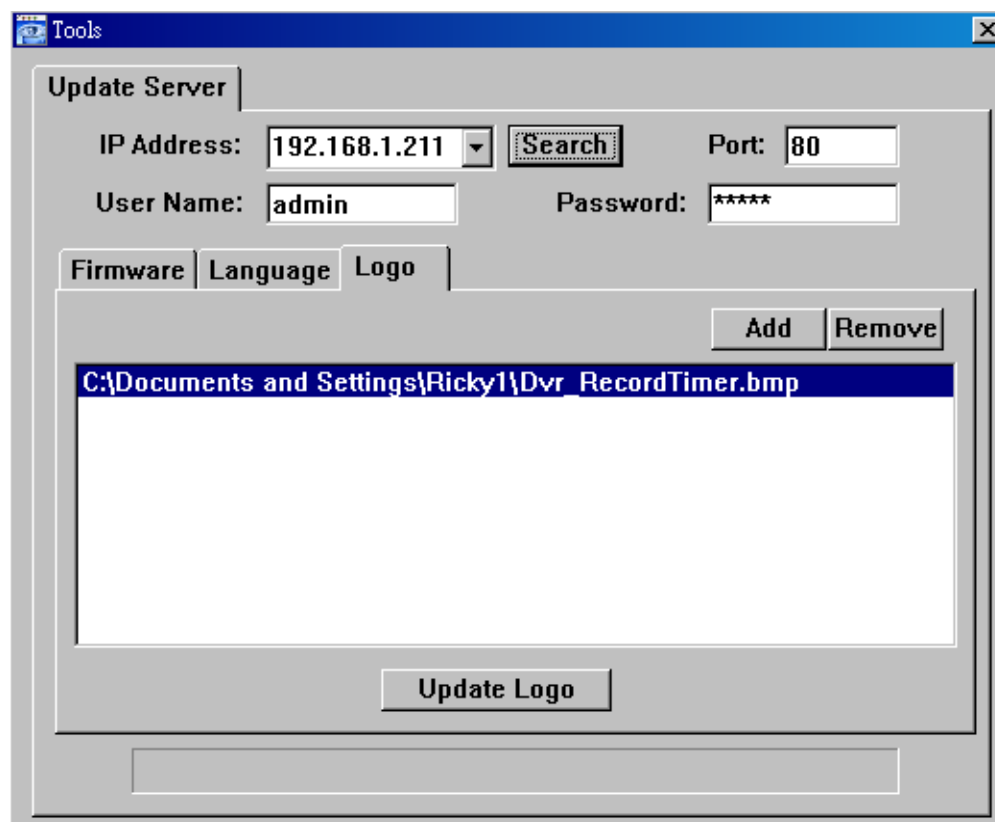 Tools
Update Server
IP Address: 192.168.1.211 Search Port: 80
User Name: admin Password: *****
Firmware Language Logo
Add Remove
C:\Documents and Settings\Ricky1\Dvr_RecordTimer.bmp
Update Logo